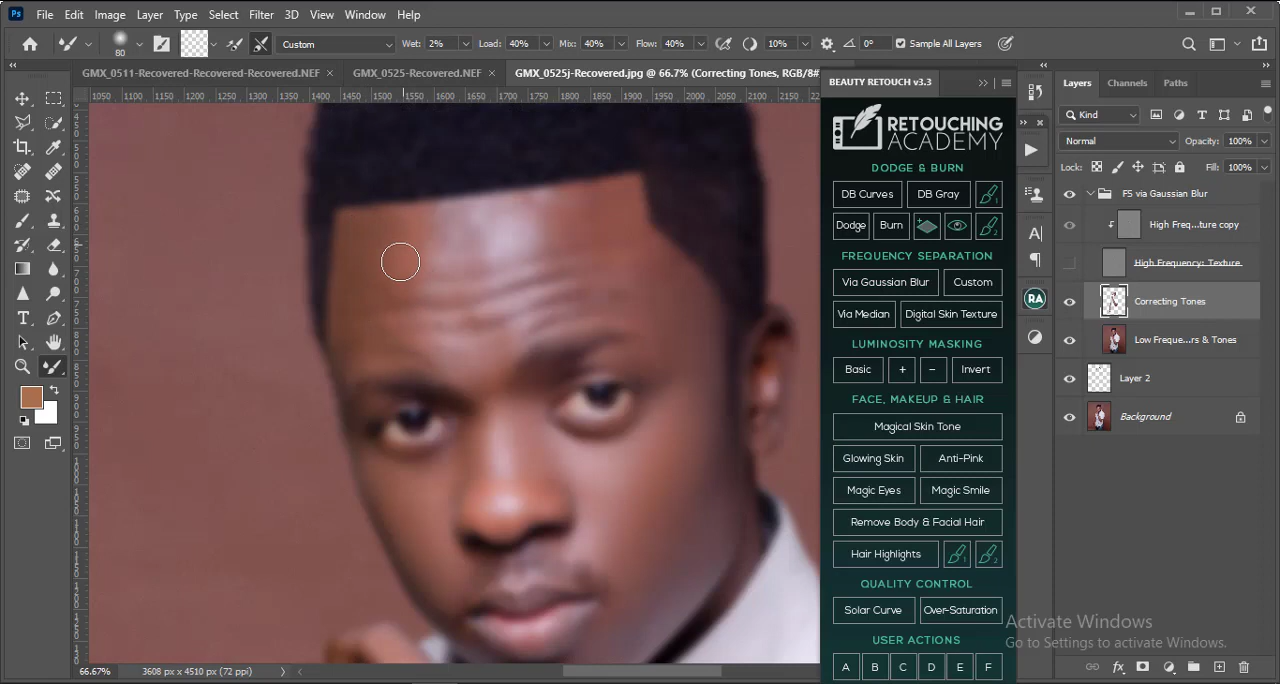 Ps File Edit Image Layer Type Select Filter 3D View Window Help
80 Custom Wet: 2% Load: 40% Mix: 40% Flow: 40% 10% 0° Sample All Layers
GMX_0511-Recovered-Recovered-Recovered.NEF × GMX_0525-Recovered.NEF × GMX_0525j-Recovered.jpg @ 66.7% (Correcting Tones, RGB/8#
1050 1100 1150 1200 1250 1300 1350 1400 1450 1500 1550 1600 1650 1700 1750 1800 1850 1900 1950 2000 2050 2100 2150
BEAUTY RETOUCH v3.3
RETOUCHING
ACADEMY
DODGE & BURN
DB Curves DB Gray 1
Dodge Burn 2
FREQUENCY SEPARATION
Via Gaussian Blur Custom
Via Median Digital Skin Texture
LUMINOSITY MASKING
Basic + − Invert
FACE, MAKEUP & HAIR
Magical Skin Tone
Glowing Skin Anti-Pink
Magic Eyes Magic Smile
Remove Body & Facial Hair
Hair Highlights 1 2
QUALITY CONTROL
Solar Curve Over-Saturation
USER ACTIONS
A B C D E F
RA
Layers Channels Paths
Kind
Normal Opacity: 100%
Lock: Fill: 100%
FS via Gaussian Blur
High Freq...ture copy
High Frequency: Texture
Correcting Tones
Low Freque...rs & Tones
Layer 2
Background
Activate Windows
Go to Settings to activate Windows.
66.67% 3608 px x 4510 px (72 ppi)